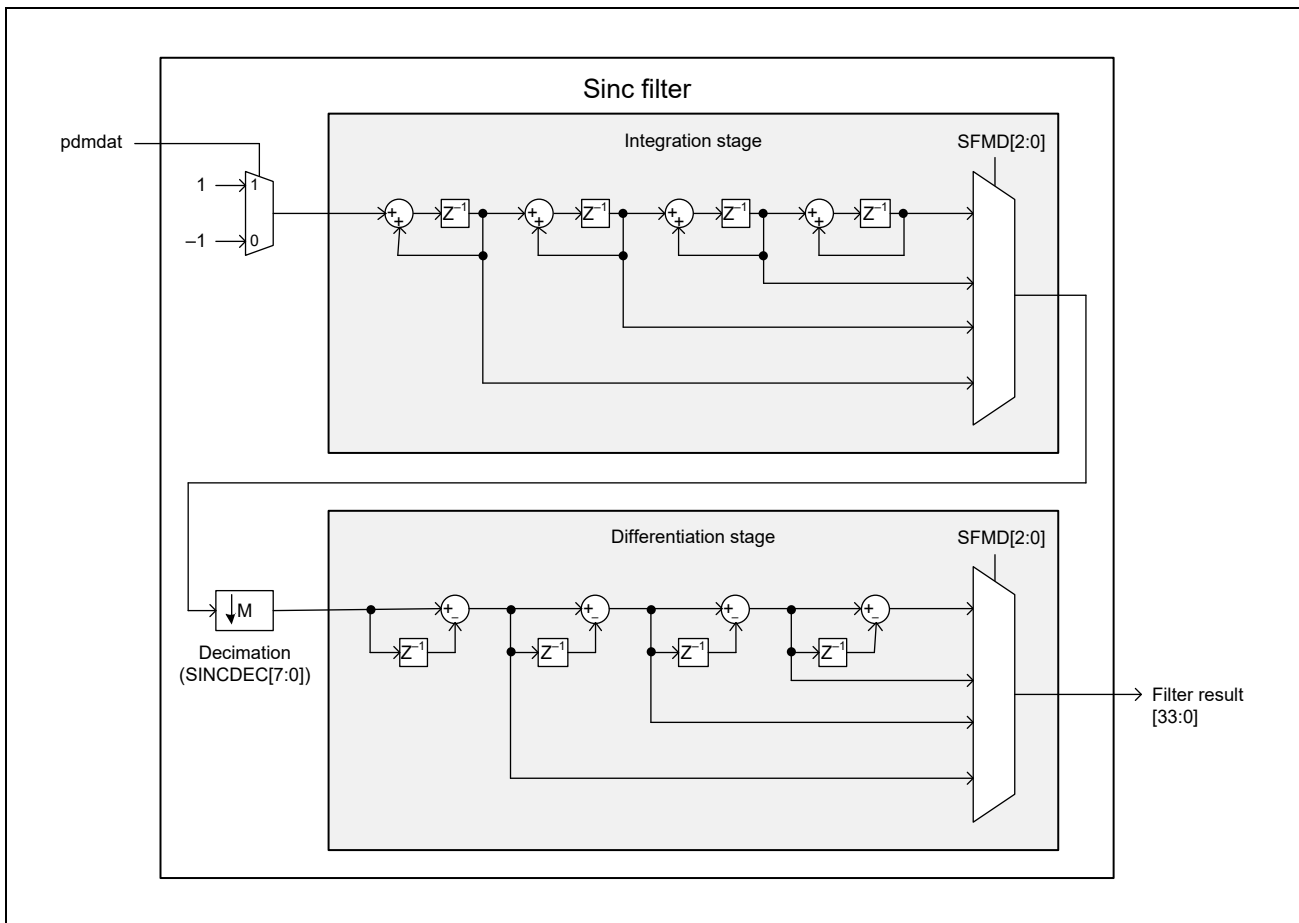 Sinc filter
pdmdat
1
1
–1
0
Integration stage
SFMD[2:0]
+
+
Z–1
+
+
Z–1
+
+
Z–1
+
+
Z–1
Differentiation stage
SFMD[2:0]
M
Decimation
(SINCDEC[7:0])
+
–
Z–1
+
–
Z–1
+
–
Z–1
+
–
Z–1
Filter result
[33:0]